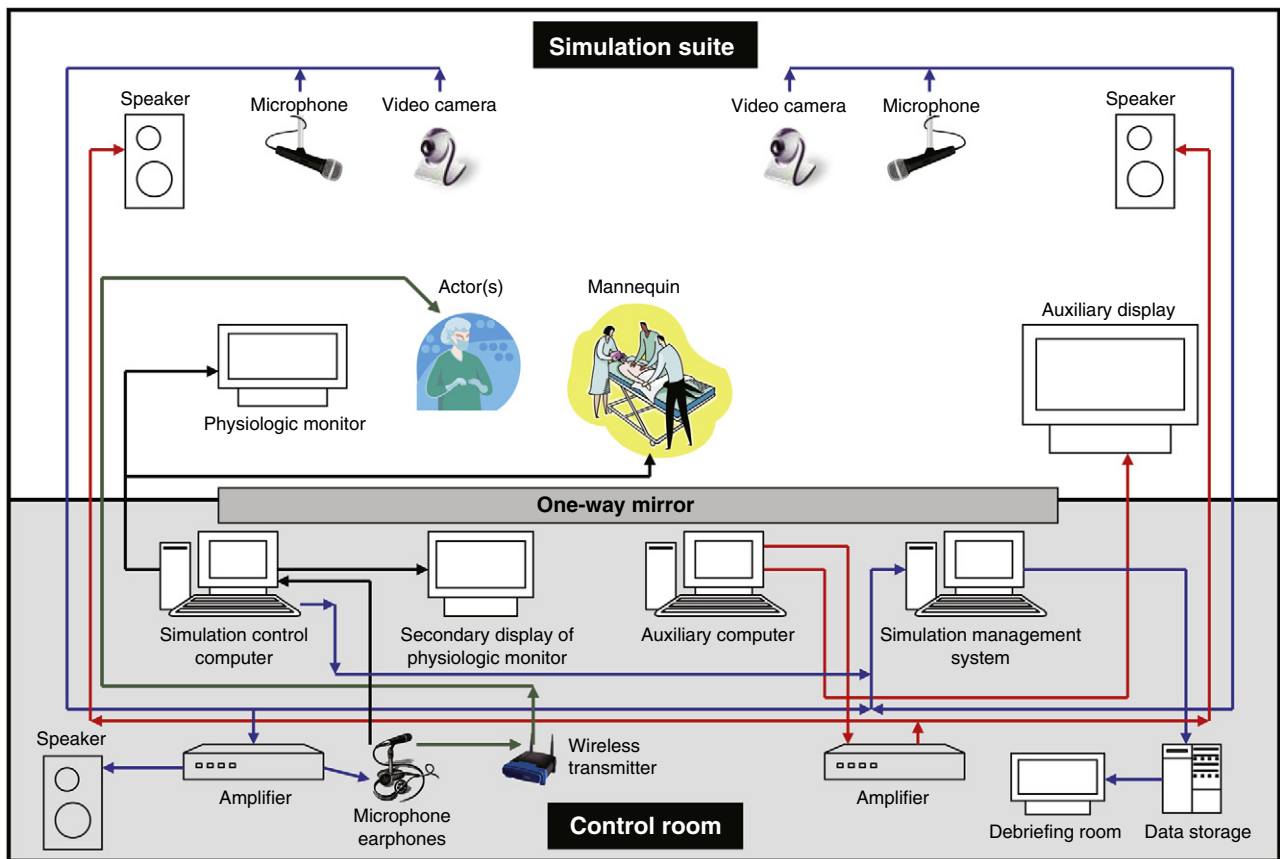 Simulation suite
Speaker
Microphone
Video camera
Video camera
Microphone
Speaker
Actor(s)
Mannequin
Auxiliary display
Physiologic monitor
One-way mirror
Simulation control
computer
Secondary display of
physiologic monitor
Auxiliary computer
Simulation management
system
Speaker
Amplifier
Microphone
earphones
Wireless
transmitter
Amplifier
Debriefing room
Data storage
Control room